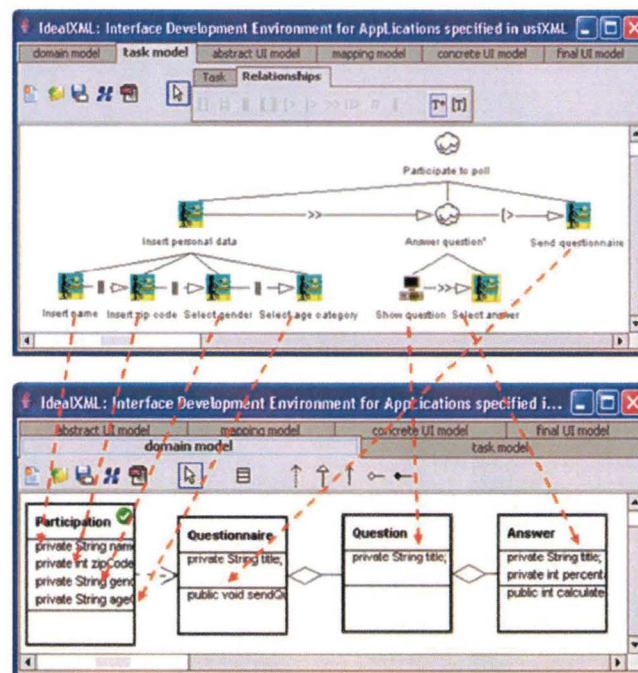 IdealXML: Interface Development Environment for AppLications specified in usiXML
domain model task model abstract UI model mapping model concrete UI model final UI model
Task Relationships
T* [T]
Participate to poll
>> [>
Insert personal data Answer question* Send questionnaire
>>
Insert name Insert zip code Select gender Select age category Show question Select answer
IdealXML: Interface Development Environment for AppLications specified i...
abstract UI model mapping model concrete UI model final UI model
domain model task model
Participation Questionnaire Question Answer
private String name
private int zipCode
private String gend
private String age
private String title;
public void sendQu
private String title;
private String title;
private int percent
public int calculate